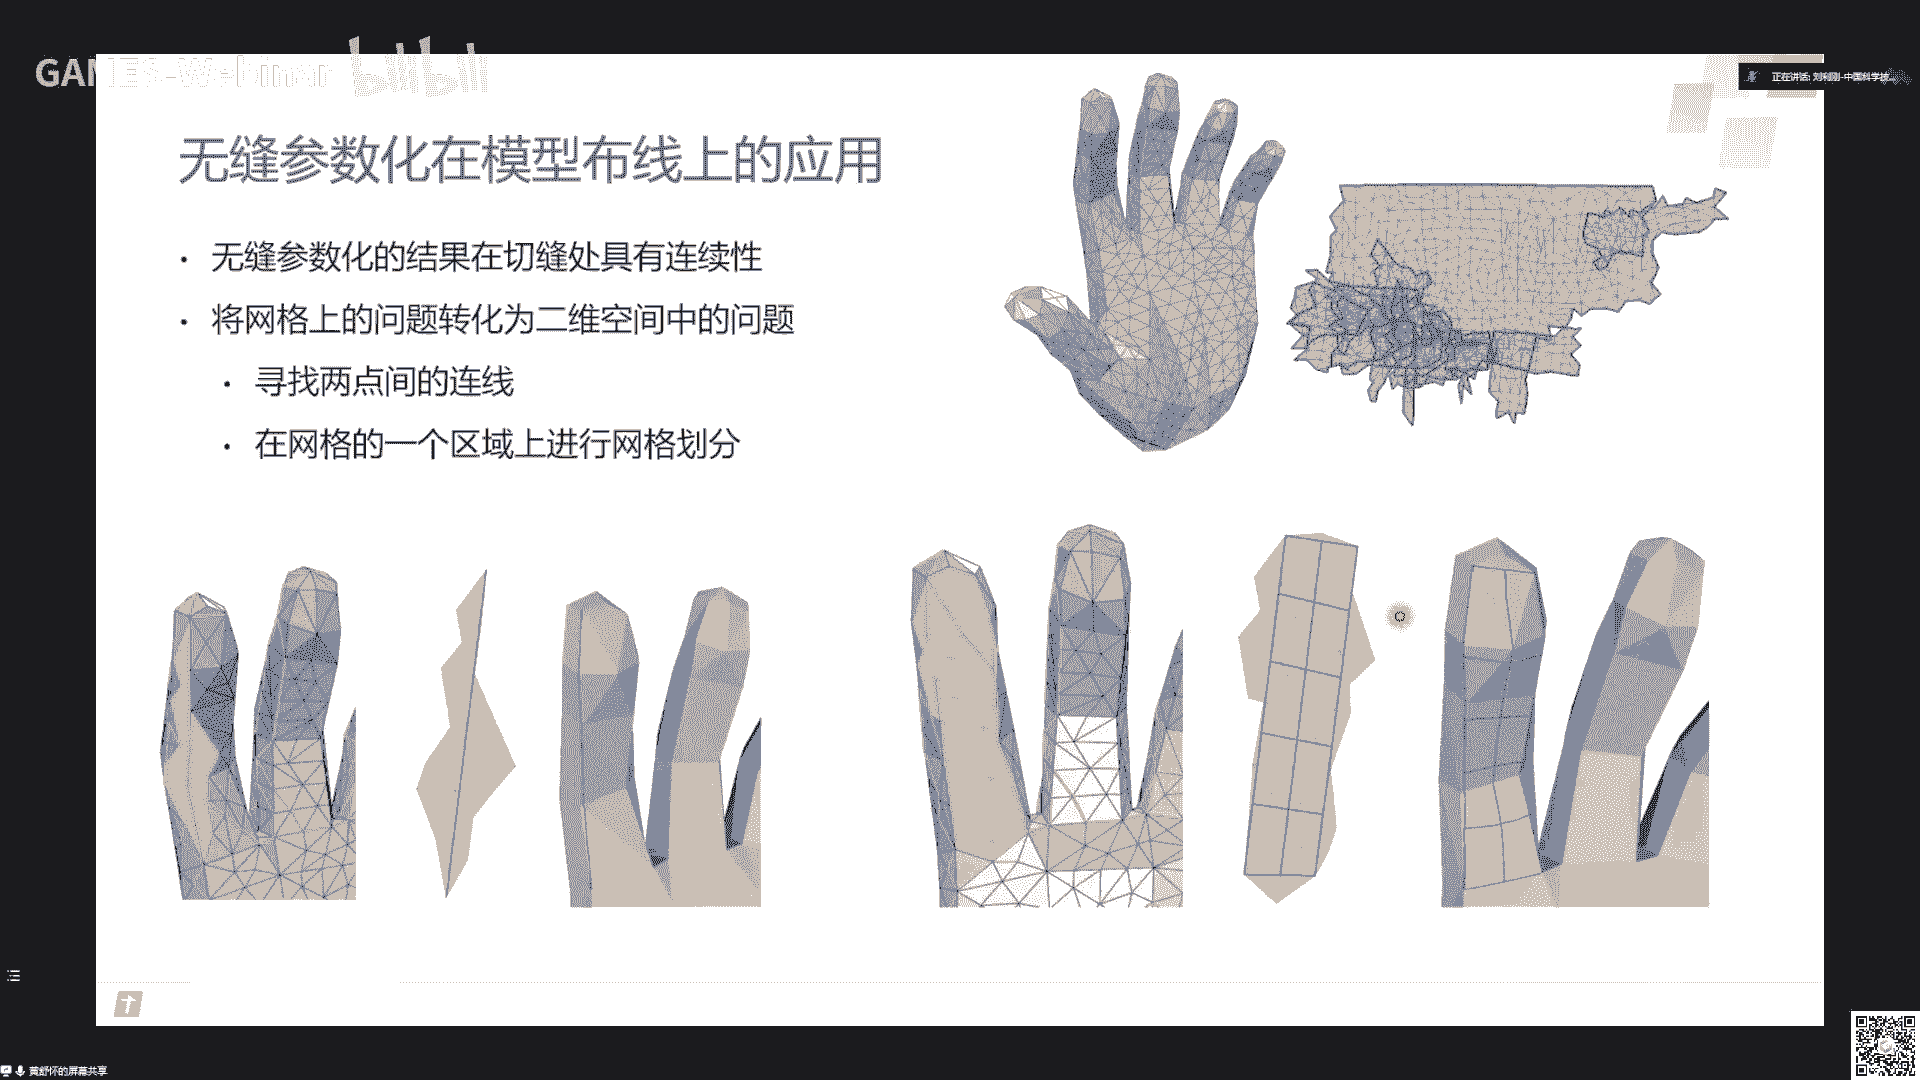 GAMES-Webinar bilibili
正在讲话: 刘利刚-中国科学技...
无缝参数化在模型布线上的应用
• 无缝参数化的结果在切缝处具有连续性
• 将网格上的问题转化为二维空间中的问题
• 寻找两点间的连线
• 在网格的一个区域上进行网格划分
黄舒怀的屏幕共享